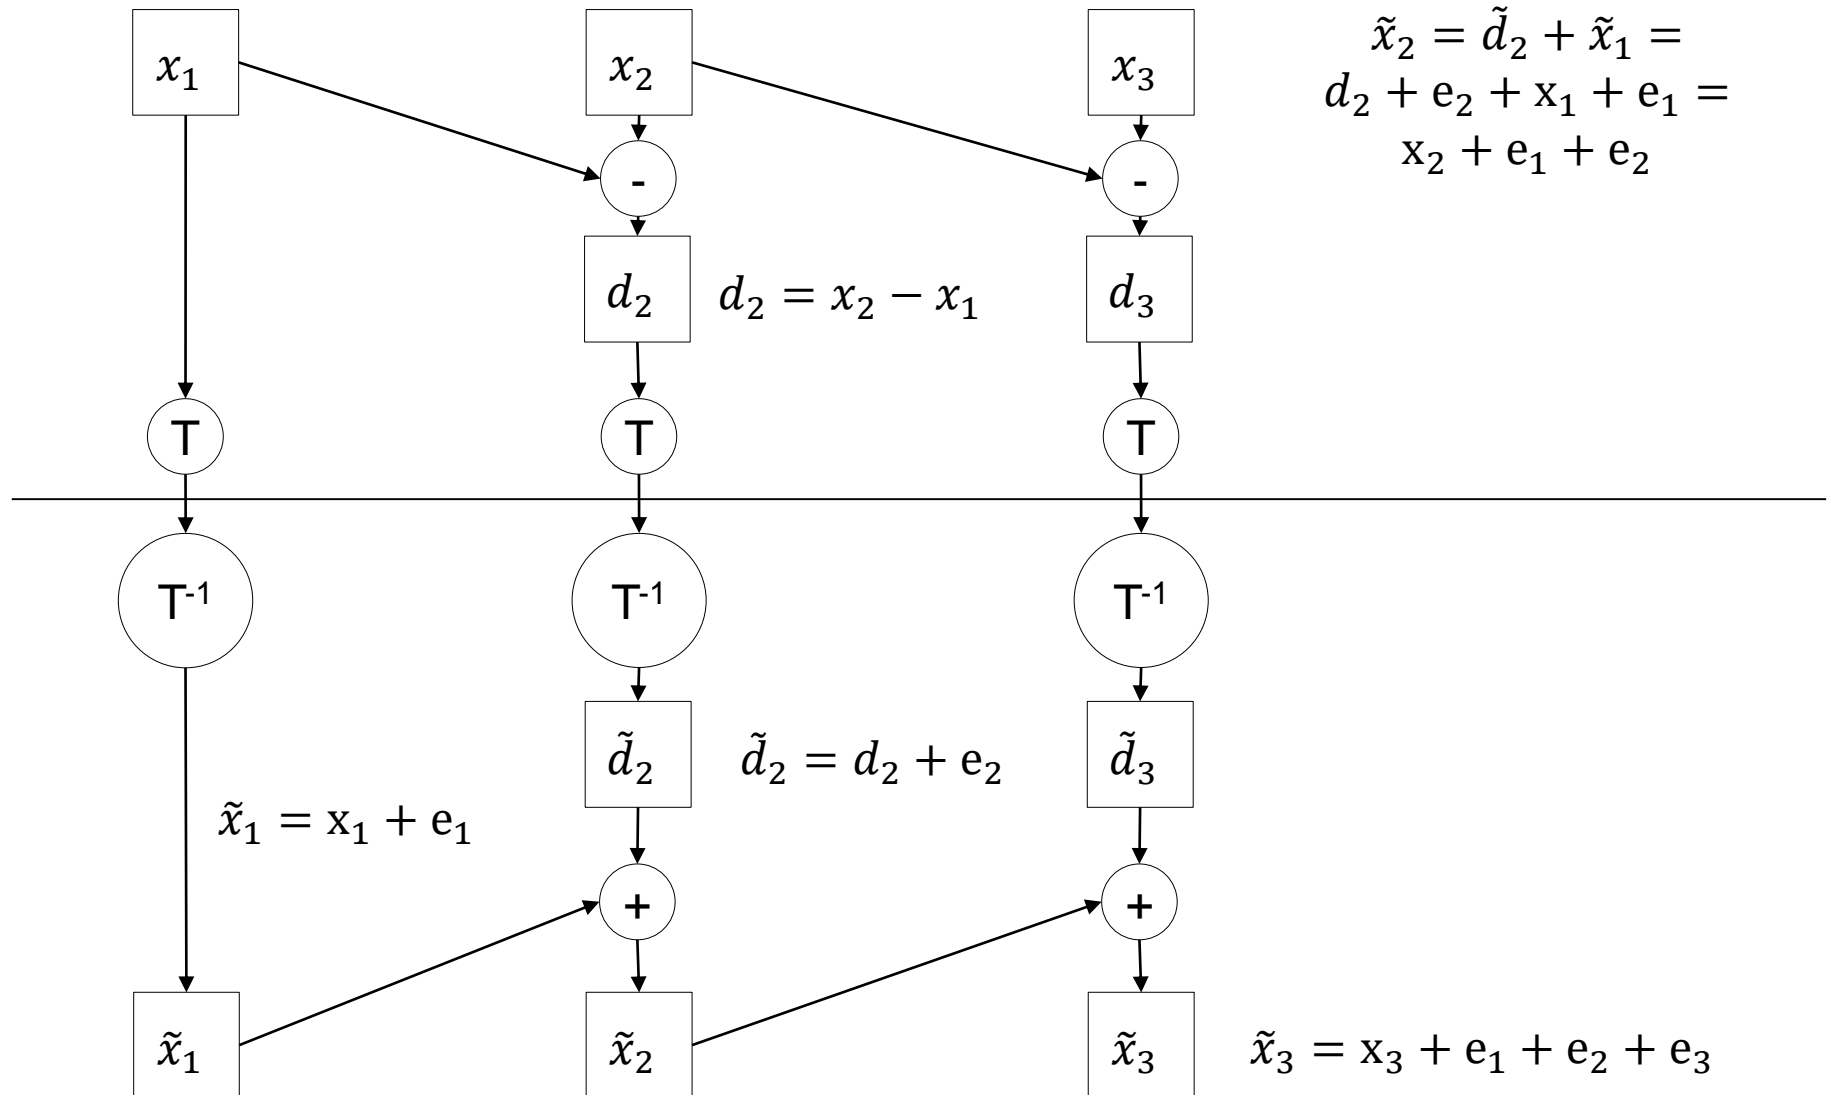 x₁ x₂ x₃
x̃₂ = d̃₂ + x̃₁ =
d₂ + e₂ + x₁ + e₁ =
x₂ + e₁ + e₂
- -
d₂ d₂ = x₂ − x₁ d₃
T T T
T⁻¹ T⁻¹ T⁻¹
d̃₂ d̃₂ = d₂ + e₂ d̃₃
x̃₁ = x₁ + e₁
+ +
x̃₁ x̃₂ x̃₃ x̃₃ = x₃ + e₁ + e₂ + e₃